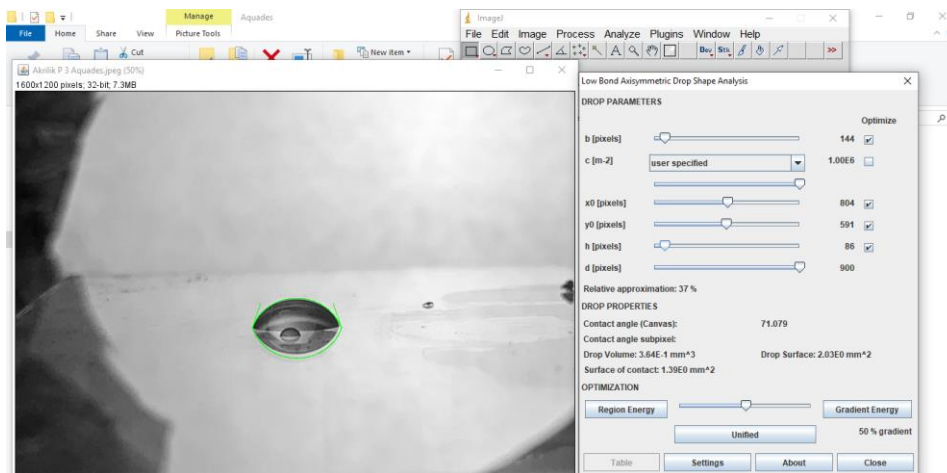 Manage
Aquades
File Home Share View Picture Tools
Cut
New item
ImageJ
File Edit Image Process Analyze Plugins Window Help
Dev Stk
>>
Akrilik P 3 Aquades.jpeg (50%)
1600x1200 pixels; 32-bit; 7.3MB
Low Bond Axisymmetric Drop Shape Analysis
DROP PARAMETERS
Optimize
b [pixels] 144
c [m-2] user specified 1.00E6
x0 [pixels] 804
y0 [pixels] 591
h [pixels] 86
d [pixels] 900
Relative approximation: 37 %
DROP PROPERTIES
Contact angle (Canvas): 71.079
Contact angle subpixel:
Drop Volume: 3.64E-1 mm^3 Drop Surface: 2.03E0 mm^2
Surface of contact: 1.39E0 mm^2
OPTIMIZATION
Region Energy Gradient Energy
Unified 50 % gradient
Table Settings About Close